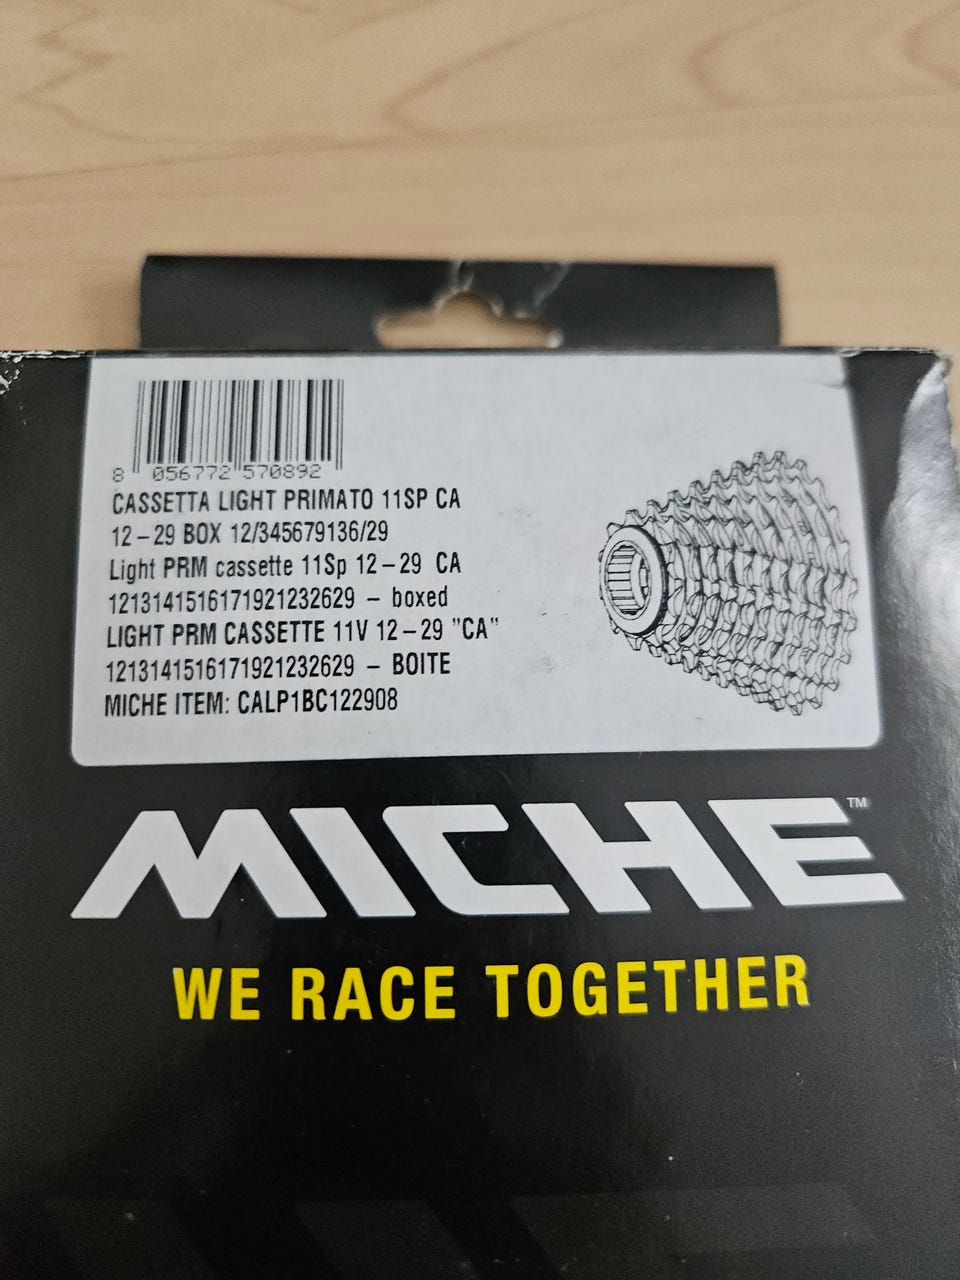 8 056772 570892
CASSETTA LIGHT PRIMATO 11SP CA
12-29 BOX 12/345679136/29
Light PRM cassette 11Sp 12-29 CA
1213141516171921232629 - boxed
LIGHT PRM CASSETTE 11V 12-29 "CA"
1213141516171921232629 - BOITE
MICHE ITEM: CALP1BC122908
MICHE™
WE RACE TOGETHER